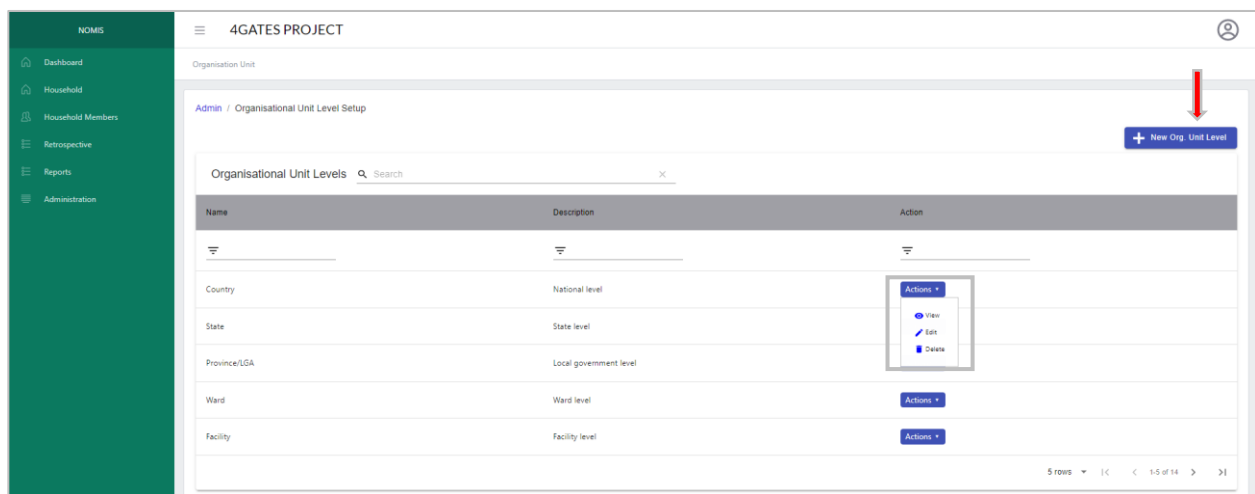 NOMIS
4GATES PROJECT
Dashboard
Household
Household Members
Retrospective
Reports
Administration
Organisation Unit
Admin / Organisational Unit Level Setup
New Org. Unit Level
Organisational Unit Levels Search
Name Description Action
Country National level Actions
View
Edit
Delete
State State level
Province/LGA Local government level
Ward Ward level Actions
Facility Facility level Actions
5 rows 1-5 of 14